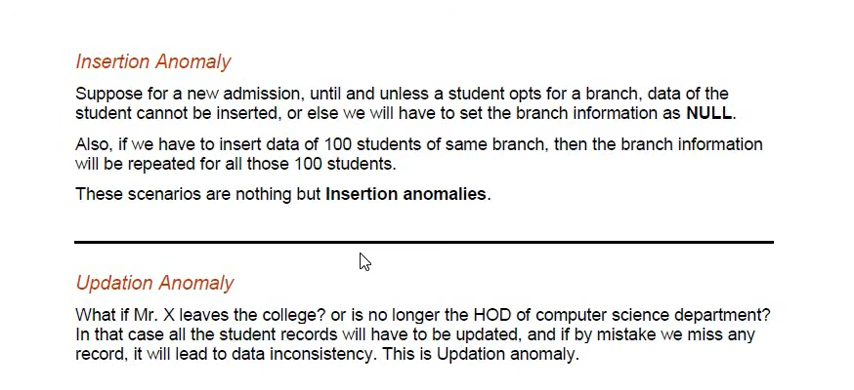 Insertion Anomaly
Suppose for a new admission, until and unless a student opts for a branch, data of the
student cannot be inserted, or else we will have to set the branch information as NULL.
Also, if we have to insert data of 100 students of same branch, then the branch information
will be repeated for all those 100 students.
These scenarios are nothing but Insertion anomalies.
Updation Anomaly
What if Mr. X leaves the college? or is no longer the HOD of computer science department?
In that case all the student records will have to be updated, and if by mistake we miss any
record, it will lead to data inconsistency. This is Updation anomaly.